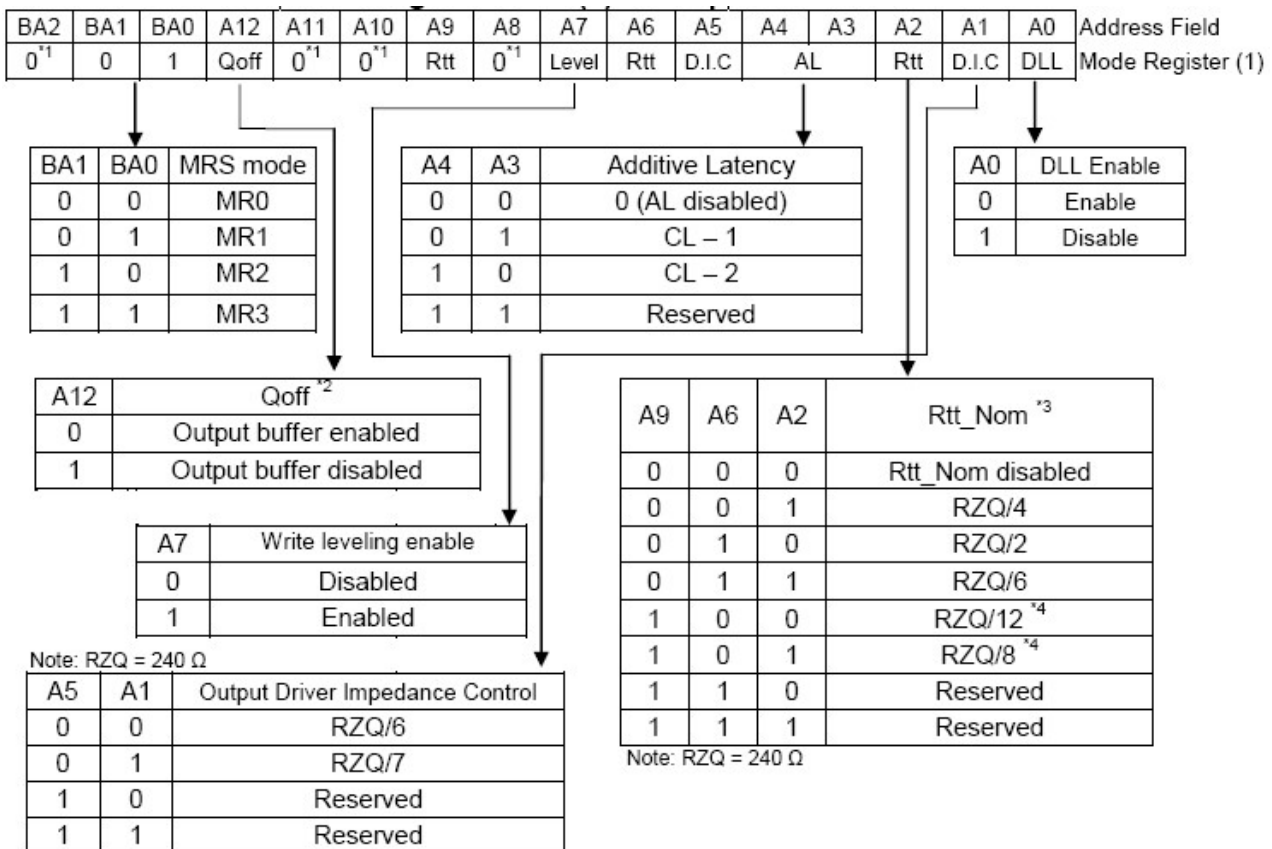 BA2 BA1 BA0 A12 A11 A10 A9 A8 A7 A6 A5 A4 A3 A2 A1 A0 Address Field
0*1 0 1 Qoff 0*1 0*1 Rtt 0*1 Level Rtt D.I.C AL Rtt D.I.C DLL Mode Register (1)
BA1 BA0 MRS mode
0 0 MR0
0 1 MR1
1 0 MR2
1 1 MR3
A4 A3 Additive Latency
0 0 0 (AL disabled)
0 1 CL – 1
1 0 CL – 2
1 1 Reserved
A0 DLL Enable
0 Enable
1 Disable
A12 Qoff *2
0 Output buffer enabled
1 Output buffer disabled
A9 A6 A2 Rtt_Nom *3
0 0 0 Rtt_Nom disabled
0 0 1 RZQ/4
0 1 0 RZQ/2
0 1 1 RZQ/6
1 0 0 RZQ/12 *4
1 0 1 RZQ/8 *4
1 1 0 Reserved
1 1 1 Reserved
Note: RZQ = 240 Ω
A7 Write leveling enable
0 Disabled
1 Enabled
Note: RZQ = 240 Ω
A5 A1 Output Driver Impedance Control
0 0 RZQ/6
0 1 RZQ/7
1 0 Reserved
1 1 Reserved